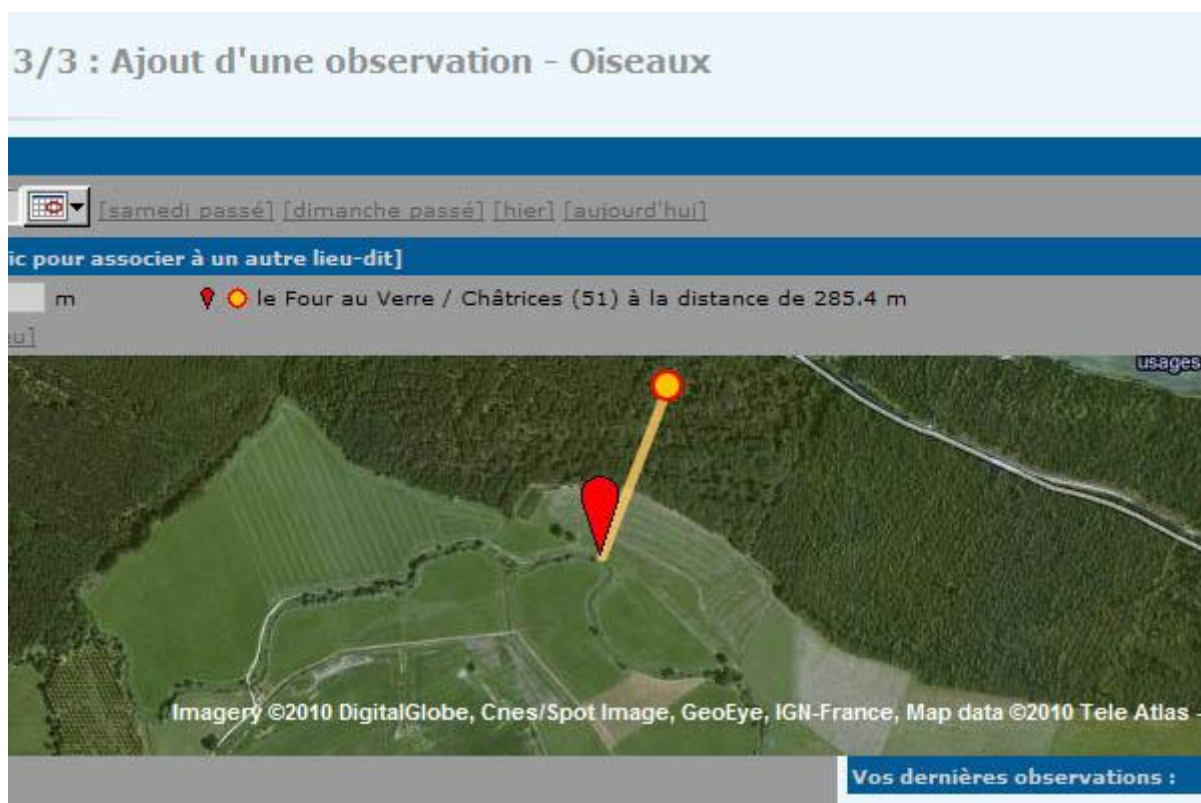 3/3 : Ajout d'une observation - Oiseaux
[samedi passé] [dimanche passé] [hier] [aujourd'hui]
ic pour associer à un autre lieu-dit]
m le Four au Verre / Châtrices (51) à la distance de 285.4 m
eu]
usages
Imagery ©2010 DigitalGlobe, Cnes/Spot Image, GeoEye, IGN-France, Map data ©2010 Tele Atlas -
Vos dernières observations :